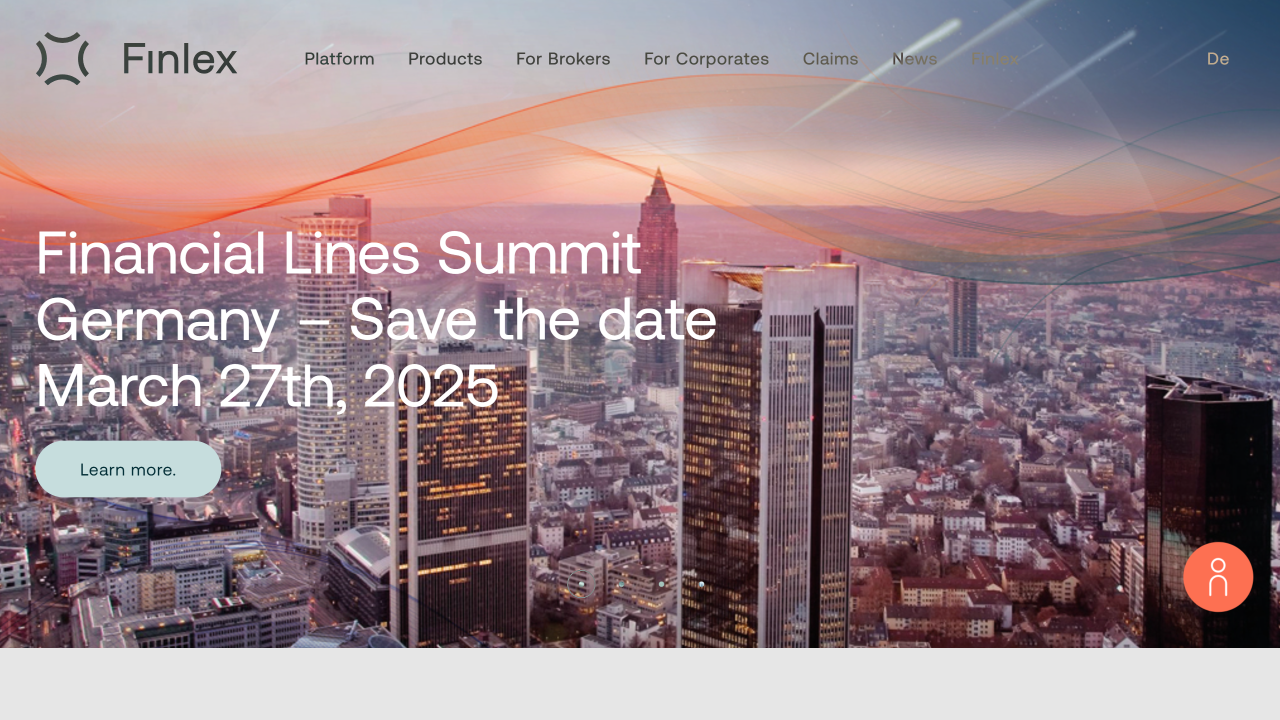 Finlex
Platform Products For Brokers For Corporates Claims News Finlex De
Financial Lines Summit
Germany – Save the date
March 27th, 2025
Learn more.